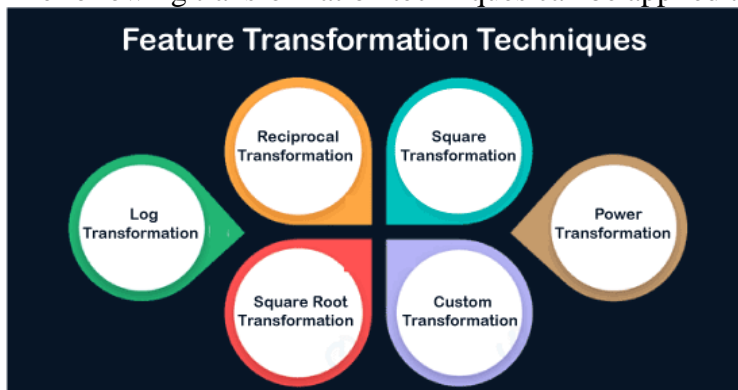 Feature Transformation Techniques
Reciprocal
Transformation
Square
Transformation
Log
Transformation
Power
Transformation
Square Root
Transformation
Custom
Transformation